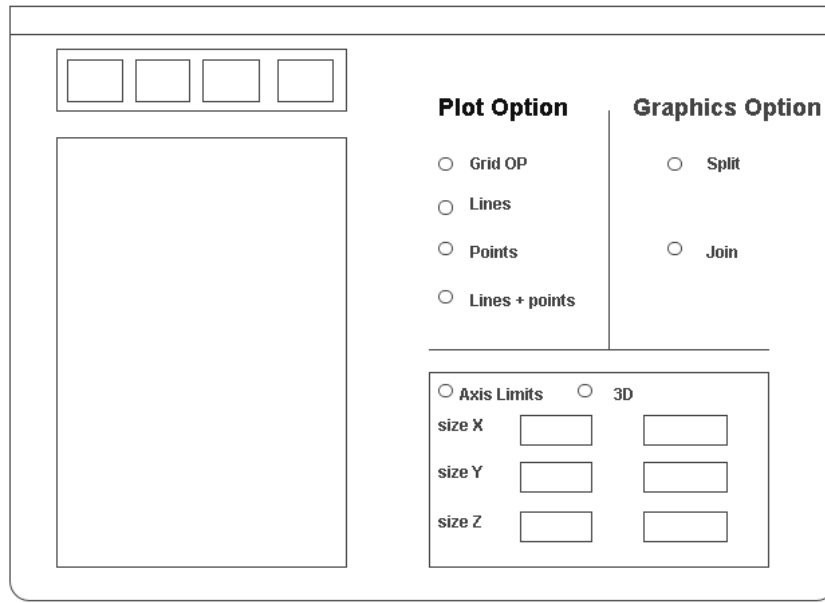 Plot Option
Graphics Option
Grid OP
Split
Lines
Points
Join
Lines + points
Axis Limits
3D
size X
size Y
size Z